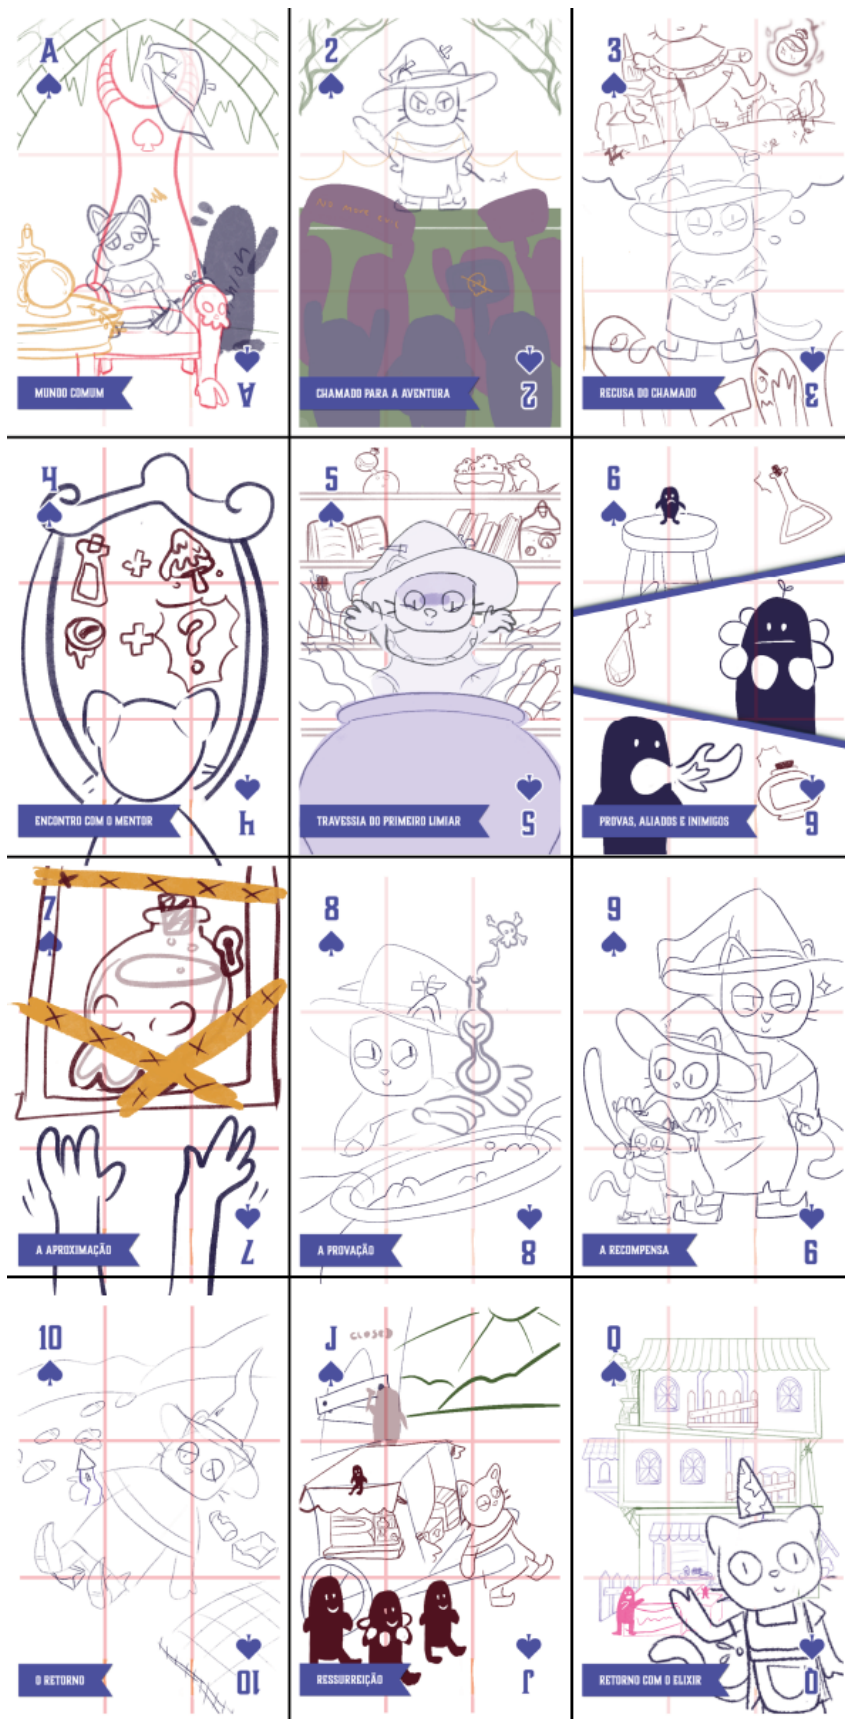 A
MUNDO COMUM
A
2
NO MORE EVIL
CHAMADO PARA A AVENTURA
2
3
RECUSA DO CHAMADO
3
4
ENCONTRO COM O MENTOR
4
5
TRAVESSIA DO PRIMEIRO LIMIAR
5
6
PROVAS, ALIADOS E INIMIGOS
6
7
A APROXIMAÇÃO
7
8
A PROVAÇÃO
8
9
A RECOMPENSA
9
10
O RETORNO
10
J
CLOSED
RESSURREIÇÃO
J
Q
RETORNO COM O ELIXIR
Q